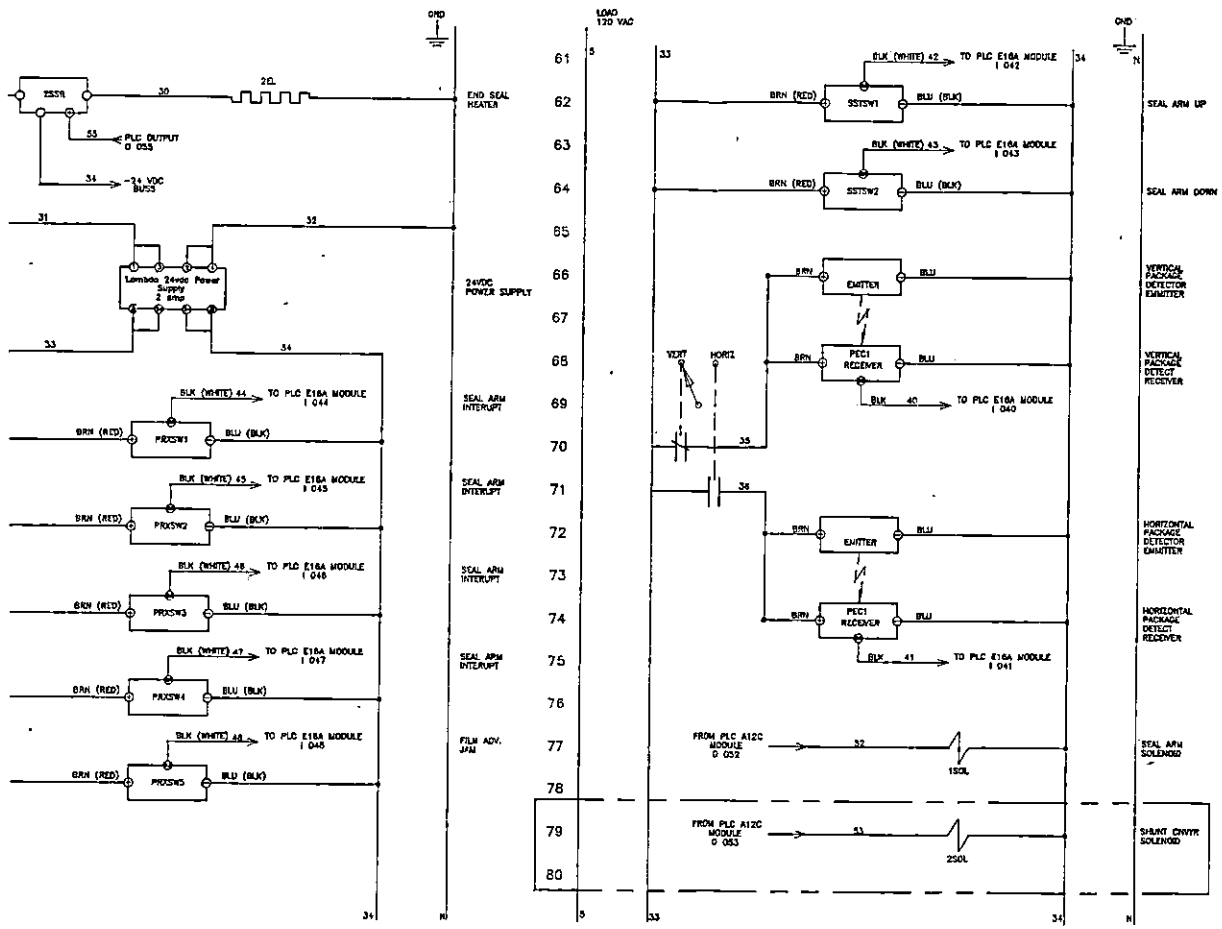 GND
2SSR
30
2EL
END SEAL
HEATER
PLC OUTPUT
O 055
34
-24 VDC
BUSS
31
32
Lambda 24vdc Power
Supply
2 amp
24VDC
POWER SUPPLY
33
34
BLK (WHITE) 44
TO PLC E16A MODULE
I 044
SEAL ARM
INTERUPT
BRN (RED)
PRXSW1
BLU (BLK)
BLK (WHITE) 45
TO PLC E16A MODULE
I 045
SEAL ARM
INTERUPT
BRN (RED)
PRXSW2
BLU (BLK)
BLK (WHITE) 46
TO PLC E16A MODULE
I 046
SEAL ARM
INTERUPT
BRN (RED)
PRXSW3
BLU (BLK)
BLK (WHITE) 47
TO PLC E16A MODULE
I 047
SEAL ARM
INTERUPT
BRN (RED)
PRXSW4
BLU (BLK)
BLK (WHITE)
TO PLC E16A MODULE
FILM ADV.
JAM
BRN (RED)
PRXSW5
BLU (BLK)
34
N
LOAD
120 VAC
5
61
62
63
64
65
66
67
68
69
70
71
72
73
74
75
76
77
78
79
80
5
33
GND
34
N
BLK (WHITE) 42
TO PLC E16A MODULE
I 042
BRN (RED)
SSTSW1
BLU (BLK)
SEAL ARM UP
BLK (WHITE) 43
TO PLC E16A MODULE
I 043
BRN (RED)
SSTSW2
BLU (BLK)
SEAL ARM DOWN
BRN
EMITTER
BLU
VERTICAL
PACKAGE
DETECTOR
EMMITTER
VERT
HORIZ
BRN
PEC1
RECEIVER
BLU
VERTICAL
PACKAGE
DETECT
RECEIVER
BLK 40
TO PLC E16A MODULE
I 040
35
36
BRN
EMITTER
BLU
HORIZONTAL
PACKAGE
DETECTOR
EMMITTER
BRN
PEC1
RECEIVER
BLU
HORIZONTAL
PACKAGE
DETECT
RECEIVER
BLK 41
TO PLC E16A MODULE
I 041
FROM PLC A12C
MODULE
O 052
52
1SOL
SEAL ARM
SOLENOID
FROM PLC A12C
MODULE
O 053
53
2SOL
SHUNT CNVYR
SOLENOID
33
34
N